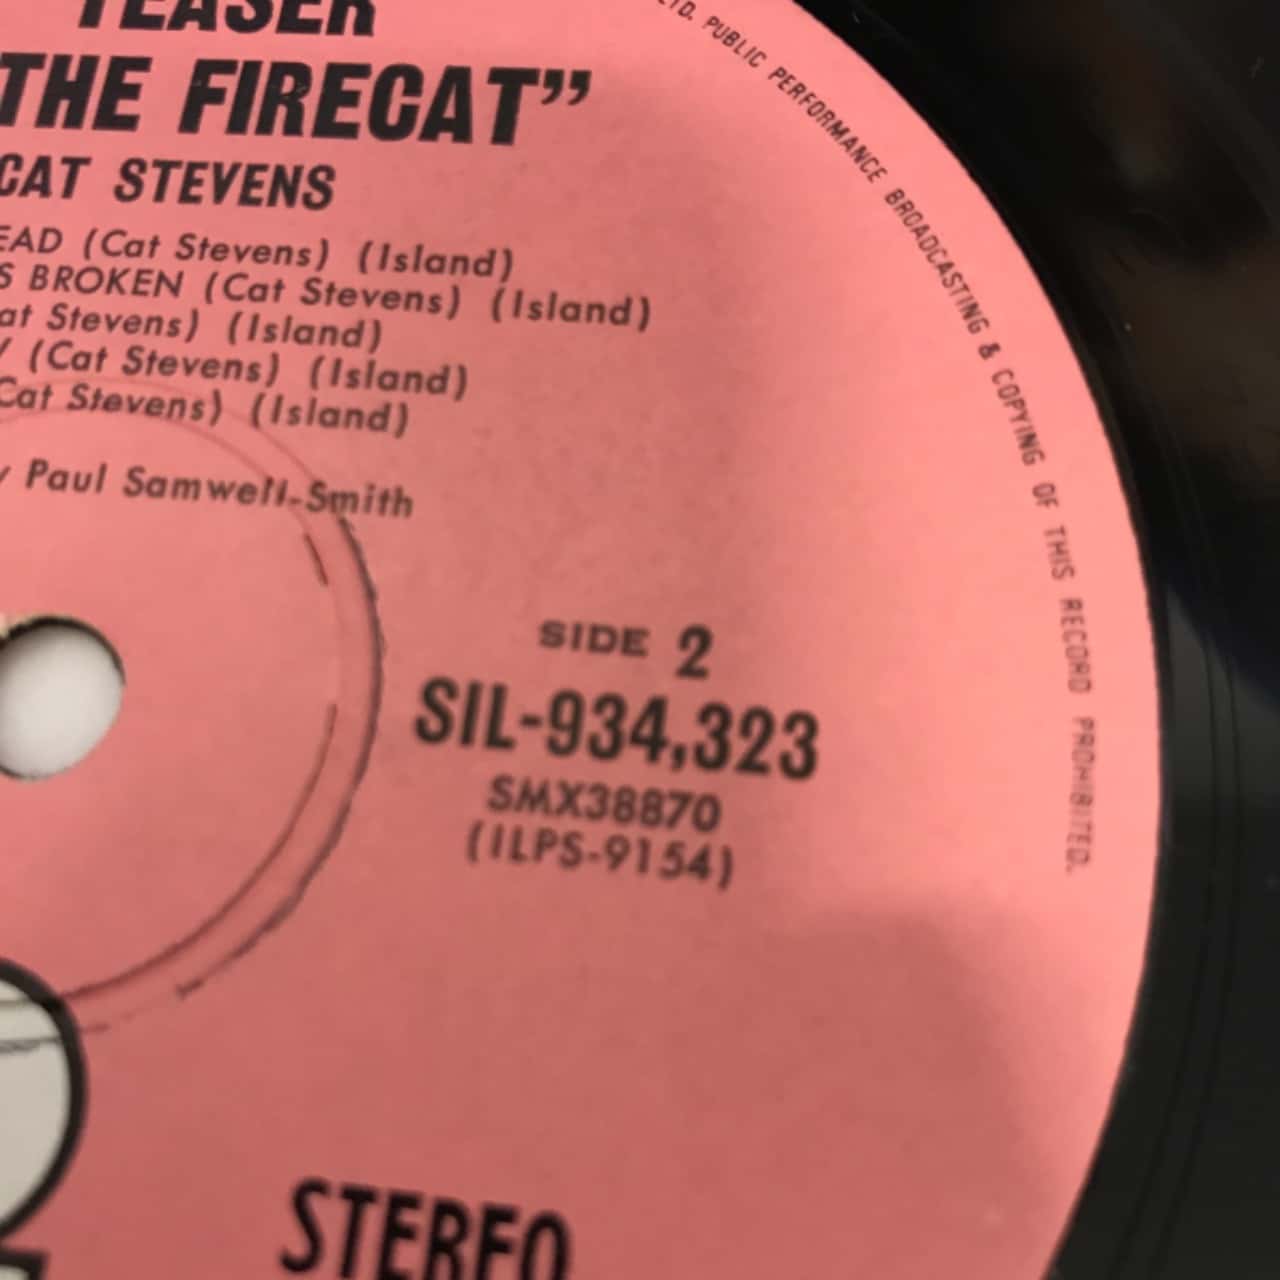 TEASER
THE FIRECAT”
CAT STEVENS
EAD (Cat Stevens) (Island)
S BROKEN (Cat Stevens) (Island)
at Stevens) (Island)
(Cat Stevens) (Island)
Cat Stevens) (Island)
Paul Samwell-Smith
SIDE 2
SIL-934,323
SMX38870
(ILPS-9154)
STEREO
LTD. PUBLIC PERFORMANCE BROADCASTING & COPYING OF THIS RECORD PROHIBITED.